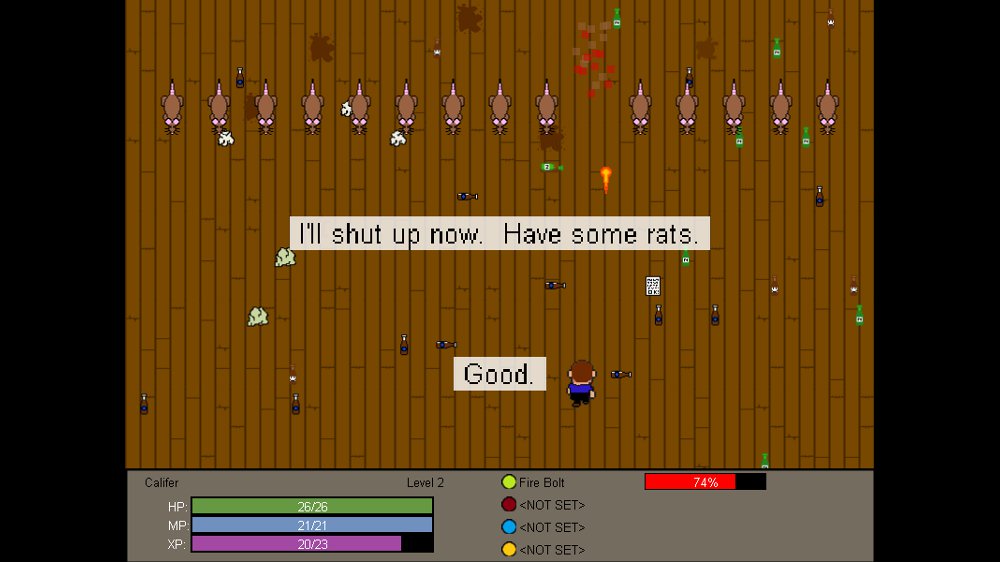 I'll shut up now. Have some rats.
Good.
Califer
Level 2
HP: 26/26
MP: 21/21
XP: 20/23
Fire Bolt
<NOT SET>
<NOT SET>
<NOT SET>
74%